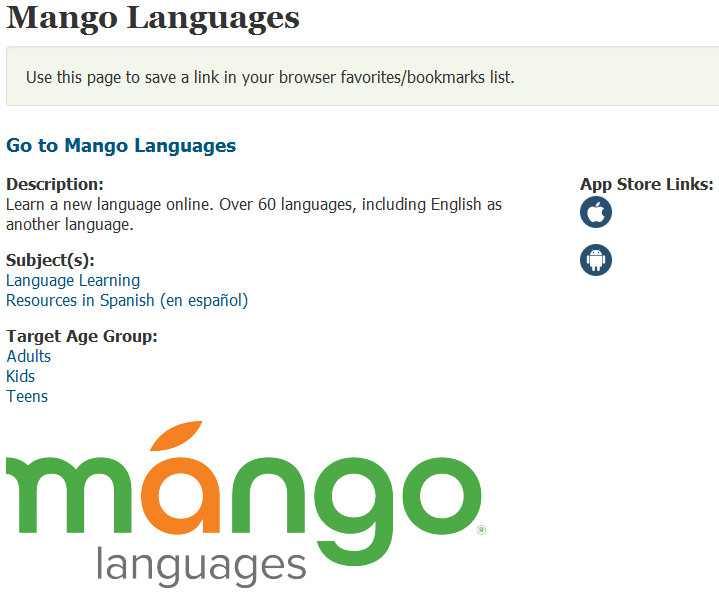 Mango Languages
Use this page to save a link in your browser favorites/bookmarks list.
Go to Mango Languages
Description:
Learn a new language online. Over 60 languages, including English as
another language.
Subject(s):
Language Learning
Resources in Spanish (en español)
Target Age Group:
Adults
Kids
Teens
App Store Links:
mango®
languages